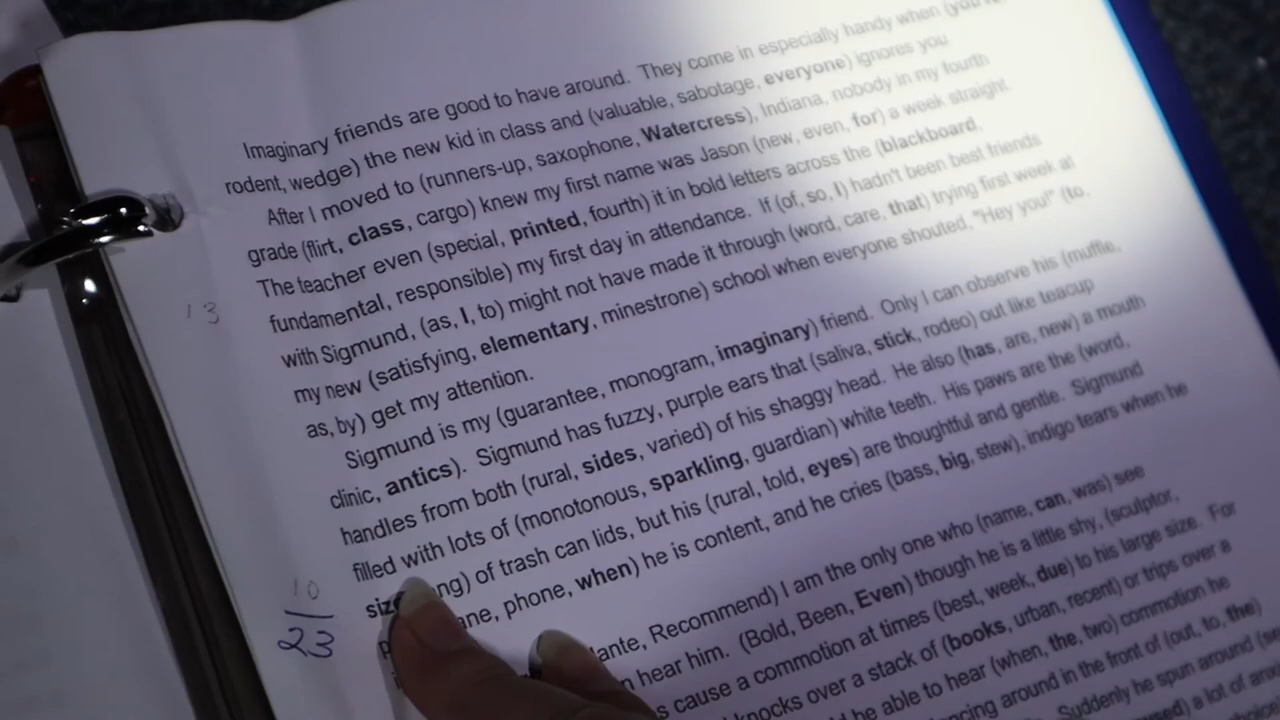 Imaginary friends are good to have around. They come in especially handy when
rodent, wedge) the new kid in class and (valuable, sabotage, everyone) ignores you
After I moved to (runners-up, saxophone, Watercress), Indiana, nobody in my fourth
grade (flirt, class, cargo) knew my first name was Jason (new, even, for) a week straight.
The teacher even (special, printed, fourth) it in bold letters across the (blackboard,
fundamental, responsible) my first day in attendance. If (of, so, I) hadn't been best friends
with Sigmund, (as, I, to) might not have made it through (word, care, that) trying first week at
my new (satisfying, elementary, minestrone) school when everyone shouted, "Hey you!" (to,
as, by) get my attention.
Sigmund is my (guarantee, monogram, imaginary) friend. Only I can observe his (muffle,
clinic, antics). Sigmund has fuzzy, purple ears that (saliva, stick, rodeo) out like teacup
handles from both (rural, sides, varied) of his shaggy head. He also (has, are, new) a mouth
filled with lots of (monotonous, sparkling, guardian) white teeth. His paws are the (word,
13
size ng) of trash can lids, but his (rural, told, eyes) are thoughtful and gentle. Sigmund
ane, phone, when) he is content, and he cries (bass, big, stew), indigo tears when he
10
23
Recommend) I am the only one who (name, can, was) see
hear him. (Bold, Been, Even) though he is a little shy, (sculptor,
cause a commotion at times (best, week, due) to his large size. For
knocks over a stack of (books, urban, recent) or trips over a
be able to hear (when, the, two) commotion he
around in the front of (out, to, the)
Suddenly he spun around
a lot of